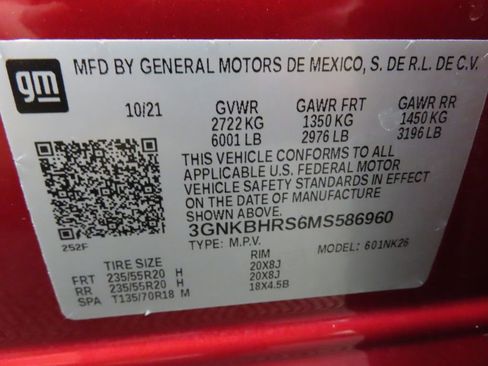 gm
MFD BY GENERAL MOTORS DE MEXICO, S. DE R.L. DE C.V.
10/21 GVWR GAWR FRT GAWR RR
2722 KG 1350 KG 1450 KG
6001 LB 2976 LB 3196 LB
THIS VEHICLE CONFORMS TO ALL
APPLICABLE U.S. FEDERAL MOTOR
VEHICLE SAFETY STANDARDS IN EFFECT
ON THE DATE OF MANUFACTURE
SHOWN ABOVE.
3GNKBHRS6MS586960
252F TYPE: M.P.V. MODEL: 601NK26
TIRE SIZE RIM
FRT 235/55R20 H 20X8J
RR 235/55R20 H 20X8J
SPA T135/70R18 M 18X4.5B